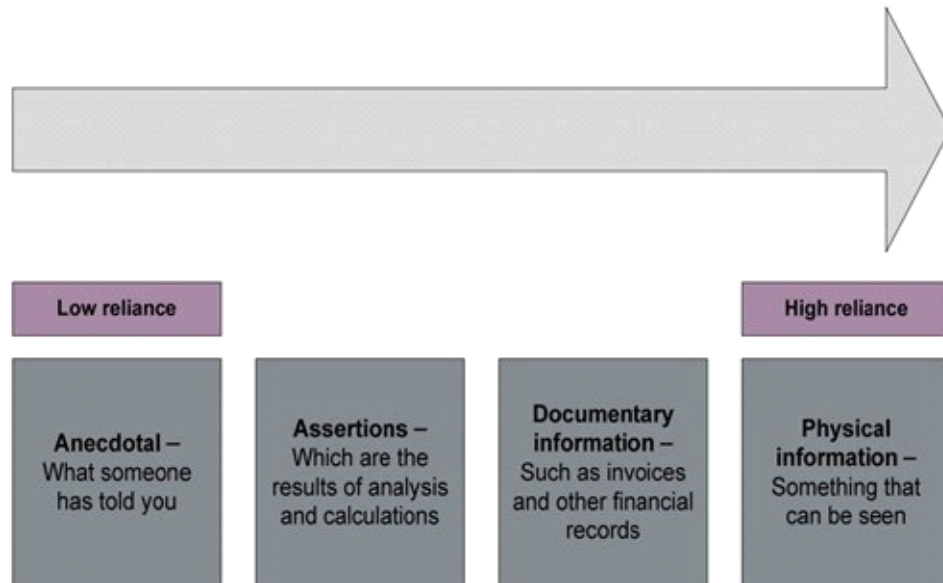 Low reliance
High reliance
Anecdotal –
What someone
has told you
Assertions –
Which are the
results of analysis
and calculations
Documentary
information –
Such as invoices
and other financial
records
Physical
information –
Something that
can be seen